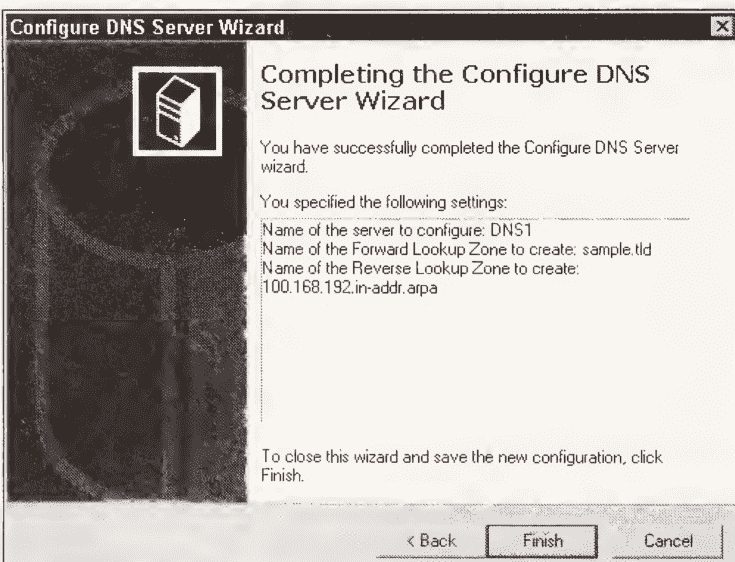 Configure DNS Server Wizard
Completing the Configure DNS
Server Wizard
You have successfully completed the Configure DNS Server
wizard.
You specified the following settings:
Name of the server to configure: DNS1
Name of the Forward Lookup Zone to create: sample.tld
Name of the Reverse Lookup Zone to create:
100.168.192.in-addr.arpa
To close this wizard and save the new configuration, click
Finish.
< Back
Finish
Cancel